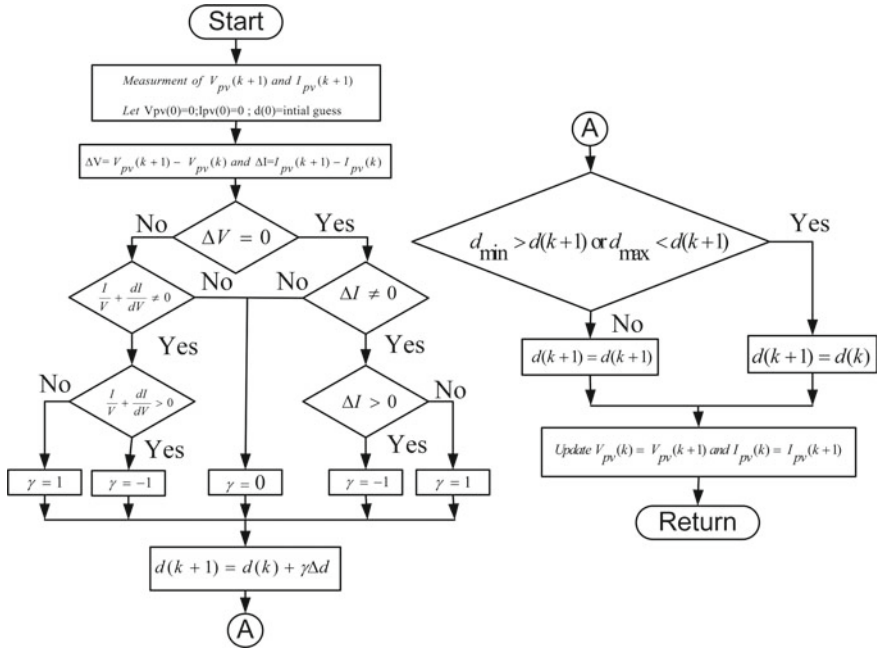 Start
Measurment of V_pv(k+1) and I_pv(k+1)
Let Vpv(0)=0;Ipv(0)=0 ; d(0)=intial guess
ΔV= V_pv(k+1) − V_pv(k) and ΔI=I_pv(k+1) − I_pv(k)
No
ΔV = 0
Yes
I/V + dI/dV ≠ 0
No
No
ΔI ≠ 0
Yes
Yes
No
I/V + dI/dV > 0
ΔI > 0
No
Yes
Yes
γ = 1
γ = −1
γ = 0
γ = −1
γ = 1
d(k+1) = d(k) + γΔd
A
A
d_min > d(k+1) or d_max < d(k+1)
Yes
No
d(k+1) = d(k+1)
d(k+1) = d(k)
Update V_pv(k) = V_pv(k+1) and I_pv(k) = I_pv(k+1)
Return